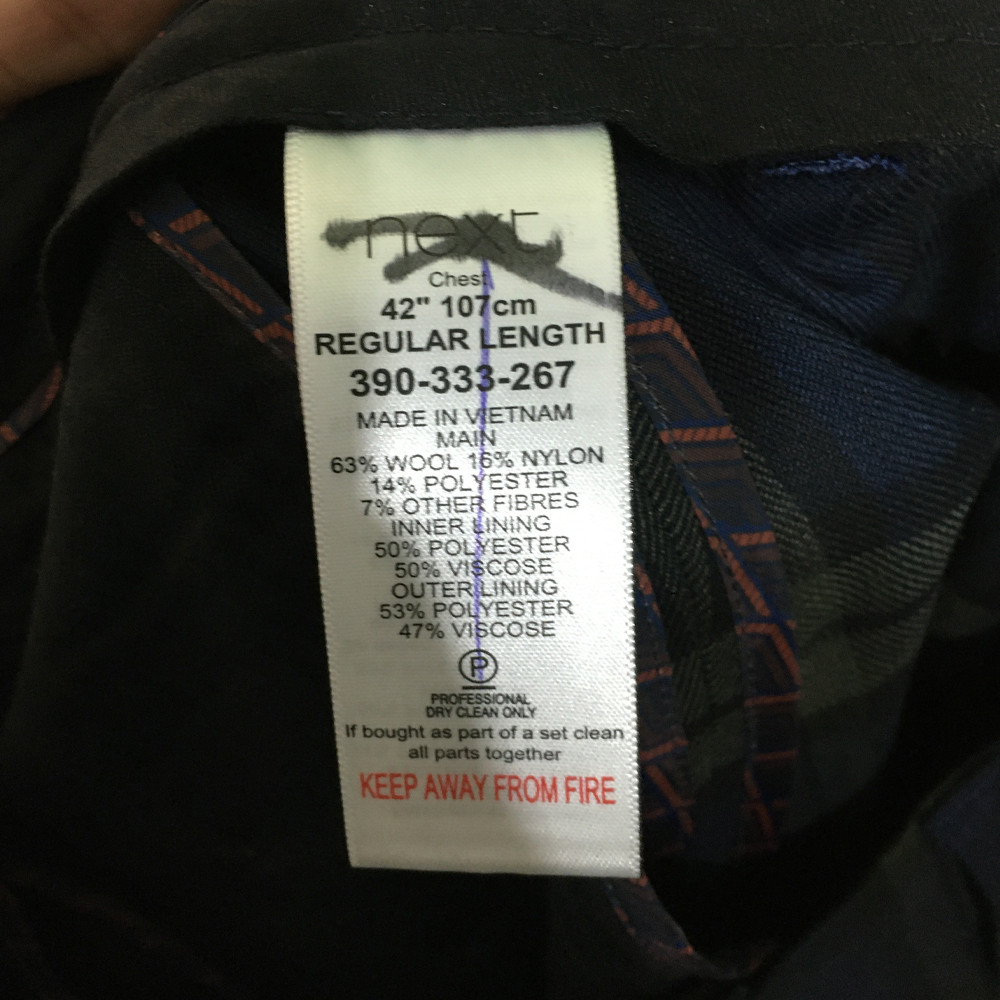 next
Chest
42" 107cm
REGULAR LENGTH
390-333-267
MADE IN VIETNAM
MAIN
63% WOOL 16% NYLON
14% POLYESTER
7% OTHER FIBRES
INNER LINING
50% POLYESTER
50% VISCOSE
OUTER LINING
53% POLYESTER
47% VISCOSE
P
PROFESSIONAL
DRY CLEAN ONLY
If bought as part of a set clean
all parts together
KEEP AWAY FROM FIRE